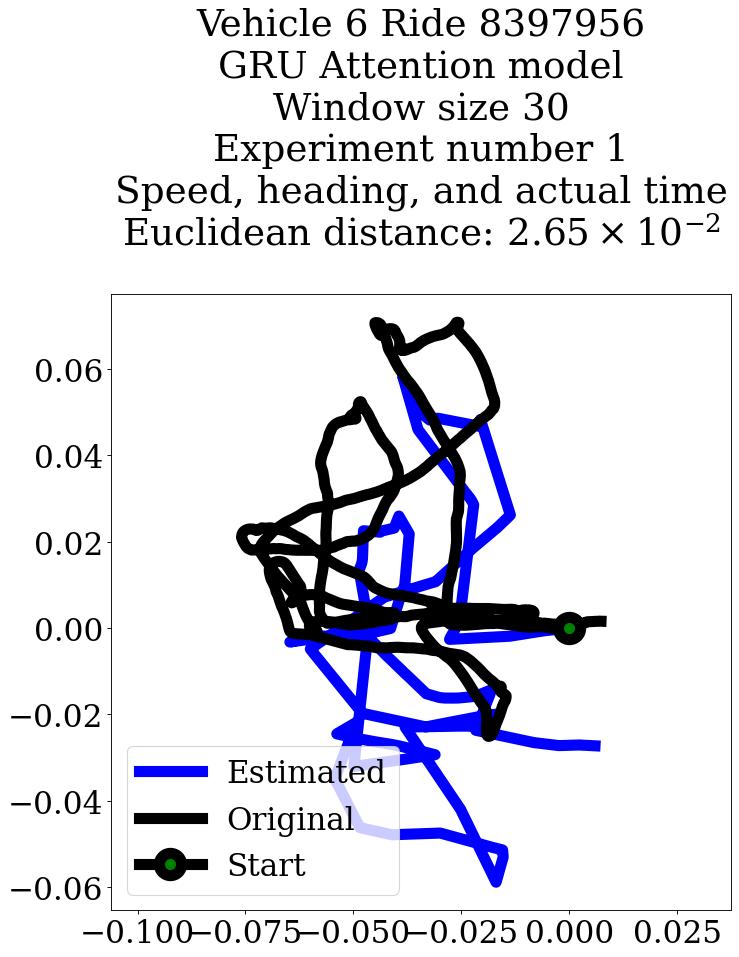 Vehicle 6 Ride 8397956
GRU Attention model
Window size 30
Experiment number 1
Speed, heading, and actual time
Euclidean distance: 2.65 × 10⁻²
0.06
0.04
0.02
0.00
−0.02
−0.04
−0.06
Estimated
Original
Start
−0.100 −0.075 −0.050 −0.025 0.000 0.025